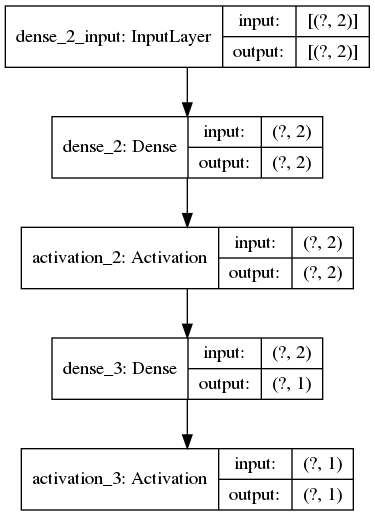 dense_2_input: InputLayer
input:
[(?, 2)]
output:
[(?, 2)]
dense_2: Dense
input:
(?, 2)
output:
(?, 2)
activation_2: Activation
input:
(?, 2)
output:
(?, 2)
dense_3: Dense
input:
(?, 2)
output:
(?, 1)
activation_3: Activation
input:
(?, 1)
output:
(?, 1)